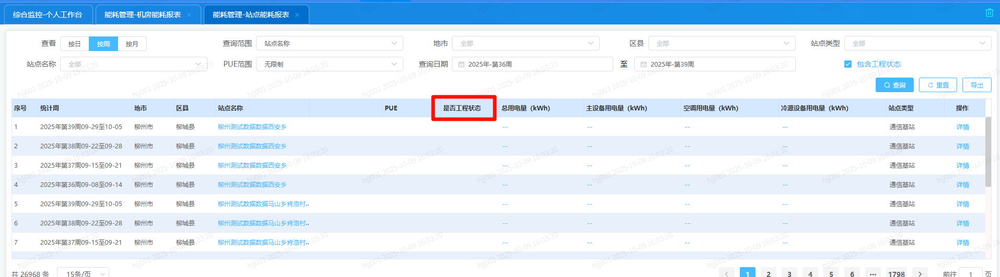 综合监控-个人工作台 能耗管理-机房能耗报表 × 能耗管理-站点能耗报表 ×
查看 按日 按周 按月 查询范围 站点名称 地市 全部 区县 全部 站点类型 全部
站点名称 全部 PUE范围 无限制 查询日期 2025年-第36周 至 2025年-第39周 包含工程状态
查询 重置 导出
序号 统计周 地市 区县 站点名称 PUE 是否工程状态 总用电量（kWh） 主设备用电量（kWh） 空调用电量（kWh） 冷源设备用电量（kWh） 站点类型 操作
1 2025年第39周09-29至10-05 柳州市 柳城县 柳州测试数据数据西安乡 -- -- -- -- 通信基站 详情
2 2025年第38周09-22至09-28 柳州市 柳城县 柳州测试数据数据西安乡 -- -- -- -- 通信基站 详情
3 2025年第37周09-15至09-21 柳州市 柳城县 柳州测试数据数据西安乡 -- -- -- -- 通信基站 详情
4 2025年第36周09-08至09-14 柳州市 柳城县 柳州测试数据数据西安乡 -- -- -- -- 通信基站 详情
5 2025年第39周09-29至10-05 柳州市 柳城县 柳州测试数据数据马山乡肯洛村.. -- -- -- -- 通信基站 详情
6 2025年第38周09-22至09-28 柳州市 柳城县 柳州测试数据数据马山乡肯洛村.. -- -- -- -- 通信基站 详情
7 2025年第37周09-15至09-21 柳州市 柳城县 柳州测试数据数据马山乡肯洛村.. -- -- -- -- 通信基站 详情
共 26968 条 15条/页 < 1 2 3 4 5 6 ••• 1798 > 前往 1 页
hjj001 2025-10-09 16:03:20